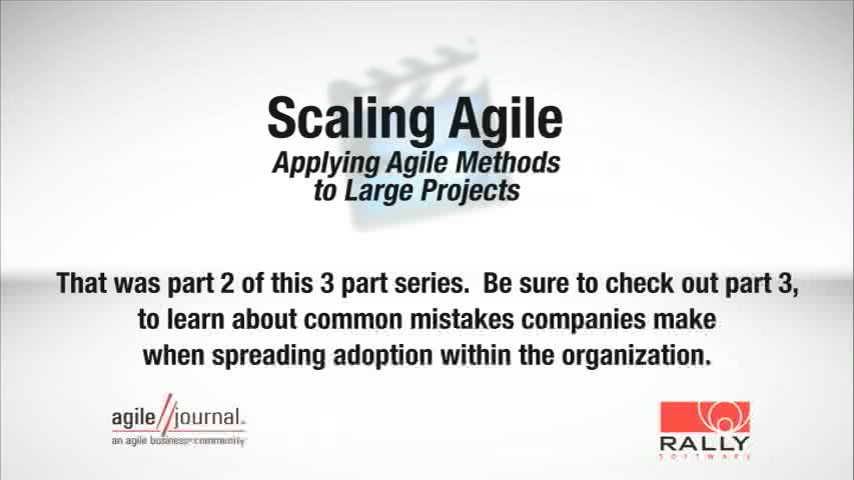 Scaling Agile
Applying Agile Methods
to Large Projects
That was part 2 of this 3 part series. Be sure to check out part 3,
to learn about common mistakes companies make
when spreading adoption within the organization.
agile//journal
an agile business community
RALLY
SOFTWARE